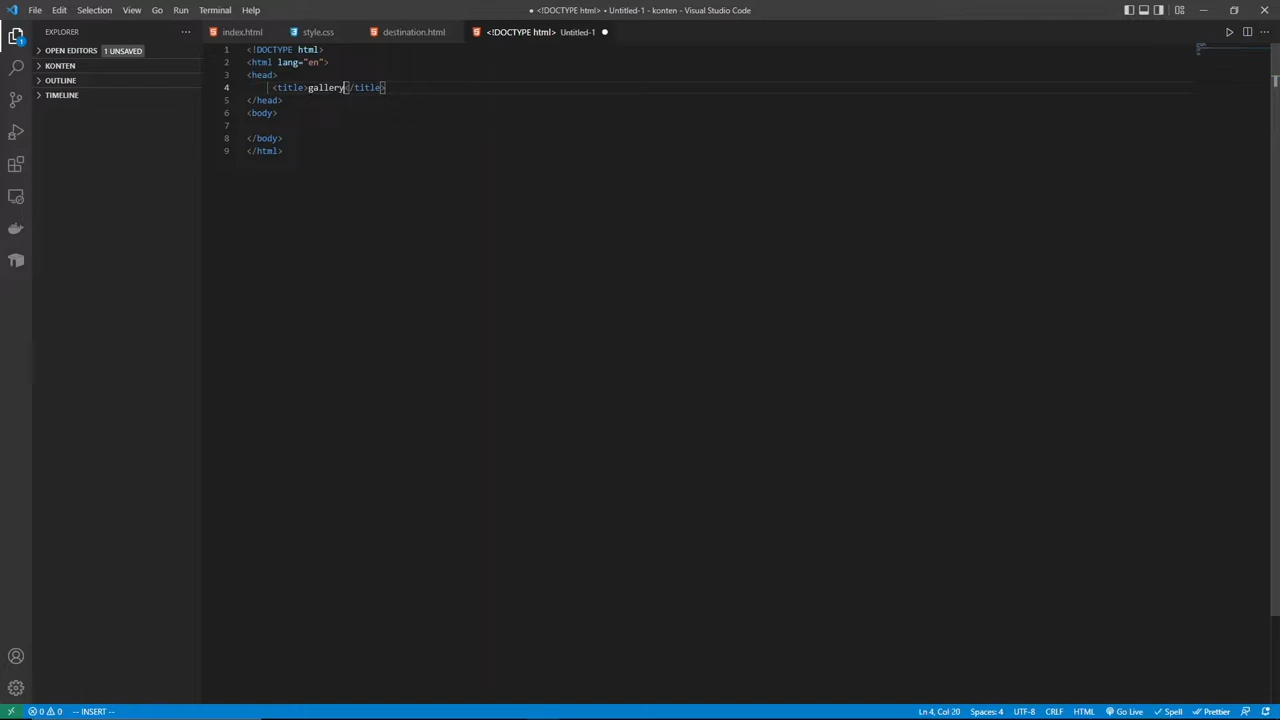 File Edit Selection View Go Run Terminal Help
● <!DOCTYPE html> • Untitled-1 - konten - Visual Studio Code
EXPLORER
index.html
style.css
destination.html
<!DOCTYPE html> Untitled-1
OPEN EDITORS 1 UNSAVED
KONTEN
OUTLINE
TIMELINE
1 <!DOCTYPE html>
2 <html lang="en">
3 <head>
4 <title>gallery</title>
5 </head>
6 <body>
7
8 </body>
9 </html>
1
0 0 -- INSERT --
Ln 4, Col 20 Spaces: 4 UTF-8 CRLF HTML Go Live Spell Prettier